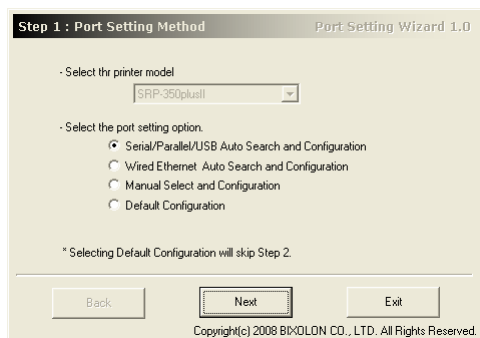 Step 1 : Port Setting Method Port Setting Wizard 1.0
- Select thr printer model
SRP-350plusII
- Select the port setting option.
Serial/Parallel/USB Auto Search and Configuration
Wired Ethernet Auto Search and Configuration
Manual Select and Configuration
Default Configuration
* Selecting Default Configuration will skip Step 2.
Back Next Exit
Copyright(c) 2008 BIXOLON CO., LTD. All Rights Reserved.